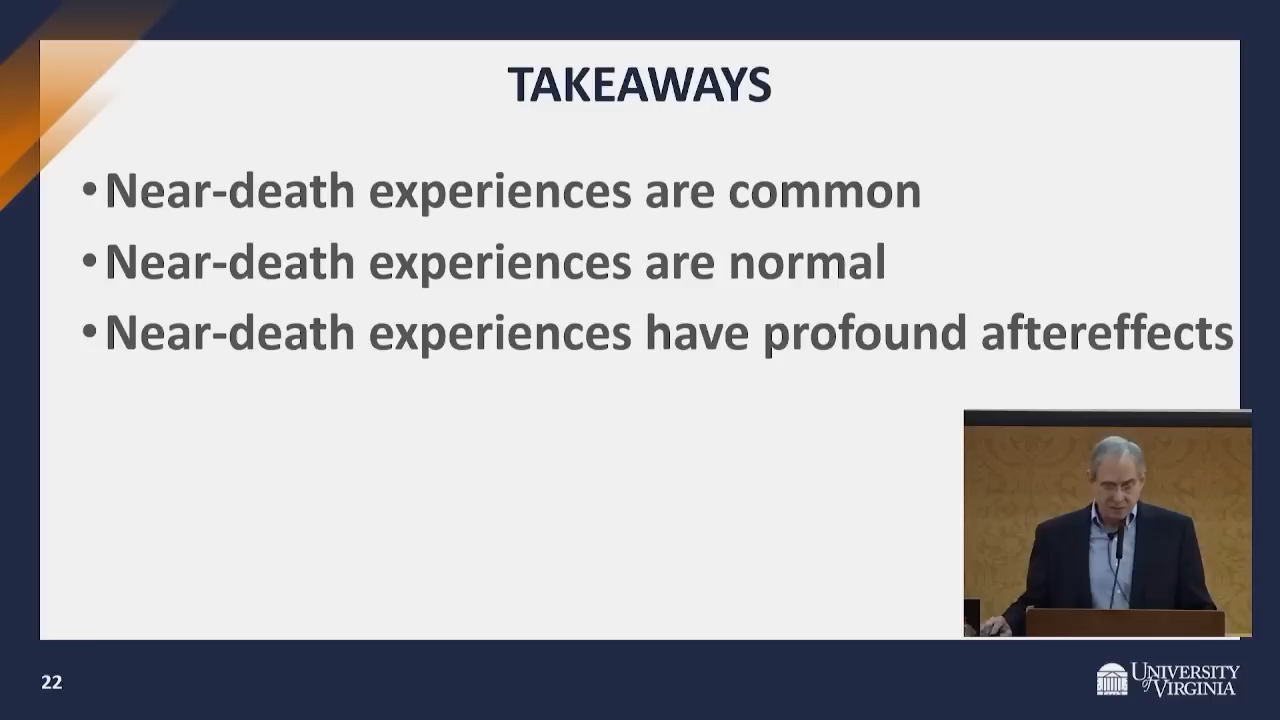 TAKEAWAYS
•Near-death experiences are common
•Near-death experiences are normal
•Near-death experiences have profound aftereffects
22
UNIVERSITY
of VIRGINIA